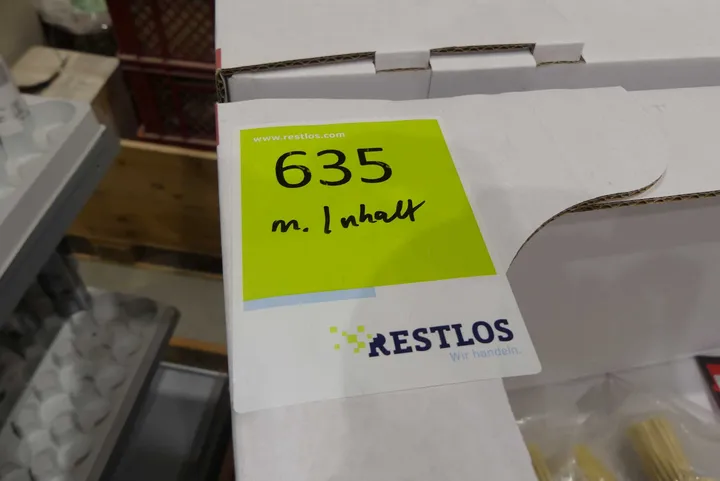 www.restlos.com
635
m. Inhalt
RESTLOS
Wir handeln.